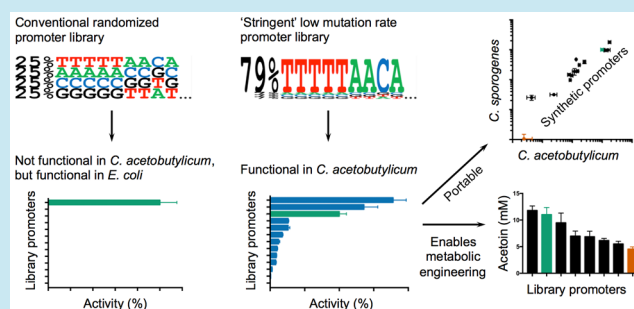 Conventional randomized
promoter library
25% TTTTTAACA
25% AAAAACCGC
25% CCCCCGGTG
25% GGGGGTTAT...
Not functional in C. acetobutylicum,
but functional in E. coli
Library promoters
Activity (%)
'Stringent' low mutation rate
promoter library
79% TTTTTAACA...
Functional in C. acetobutylicum
Library promoters
Activity (%)
Portable
Enables
metabolic
engineering
C. sporogenes
Synthetic promoters
C. acetobutylicum
Acetoin (mM)
15
10
5
0
Library promoters